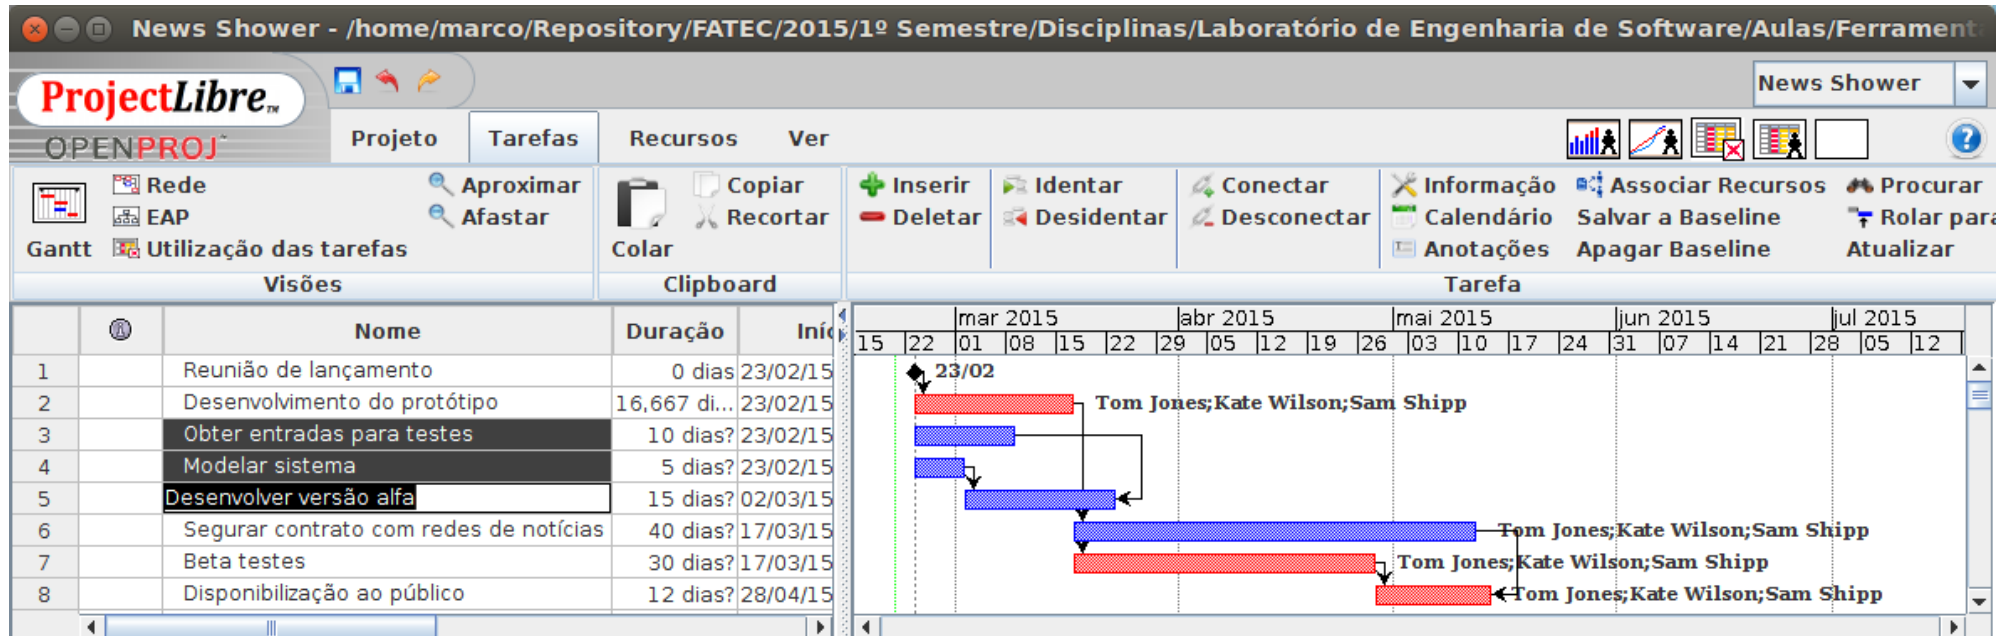 News Shower - /home/marco/Repository/FATEC/2015/1º Semestre/Disciplinas/Laboratório de Engenharia de Software/Aulas/Ferrament
ProjectLibre™
OPENPROJ
News Shower
Projeto Tarefas Recursos Ver
Rede Aproximar Copiar Inserir Identar Conectar Informação Associar Recursos Procurar
EAP Afastar Recortar Deletar Desidentar Desconectar Calendário Salvar a Baseline Rolar para
Gantt Utilização das tarefas Colar Anotações Apagar Baseline Atualizar
Visões Clipboard Tarefa
Nome Duração Iníc
mar 2015 abr 2015 mai 2015 jun 2015 jul 2015
15 22 01 08 15 22 29 05 12 19 26 03 10 17 24 31 07 14 21 28 05 12
1 Reunião de lançamento 0 dias 23/02/15 23/02
2 Desenvolvimento do protótipo 16,667 di... 23/02/15 Tom Jones;Kate Wilson;Sam Shipp
3 Obter entradas para testes 10 dias? 23/02/15
4 Modelar sistema 5 dias? 23/02/15
5 Desenvolver versão alfa 15 dias? 02/03/15
6 Segurar contrato com redes de notícias 40 dias? 17/03/15 Tom Jones;Kate Wilson;Sam Shipp
7 Beta testes 30 dias? 17/03/15 Tom Jones;Kate Wilson;Sam Shipp
8 Disponibilização ao público 12 dias? 28/04/15 Tom Jones;Kate Wilson;Sam Shipp